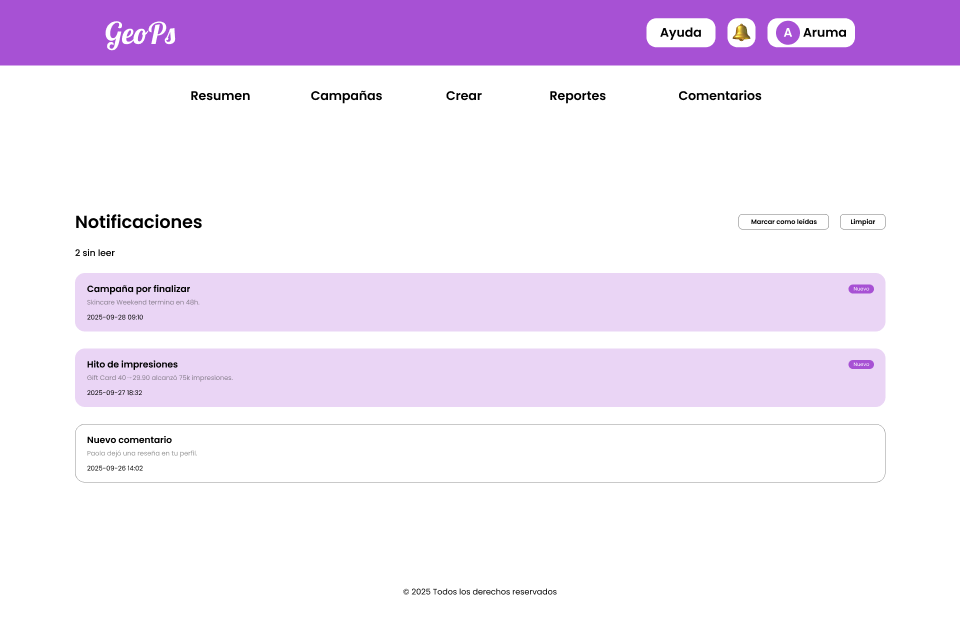 GeoPs
Ayuda
A Aruma
Resumen
Campañas
Crear
Reportes
Comentarios
Notificaciones
Marcar como leídas
Limpiar
2 sin leer
Campaña por finalizar
Nuevo
Skincare Weekend termina en 48h.
2025-09-28 09:10
Hito de impresiones
Nuevo
Gift Card 40→29.90 alcanzó 75k impresiones.
2025-09-27 18:32
Nuevo comentario
Paola dejó una reseña en tu perfil.
2025-09-26 14:02
© 2025 Todos los derechos reservados